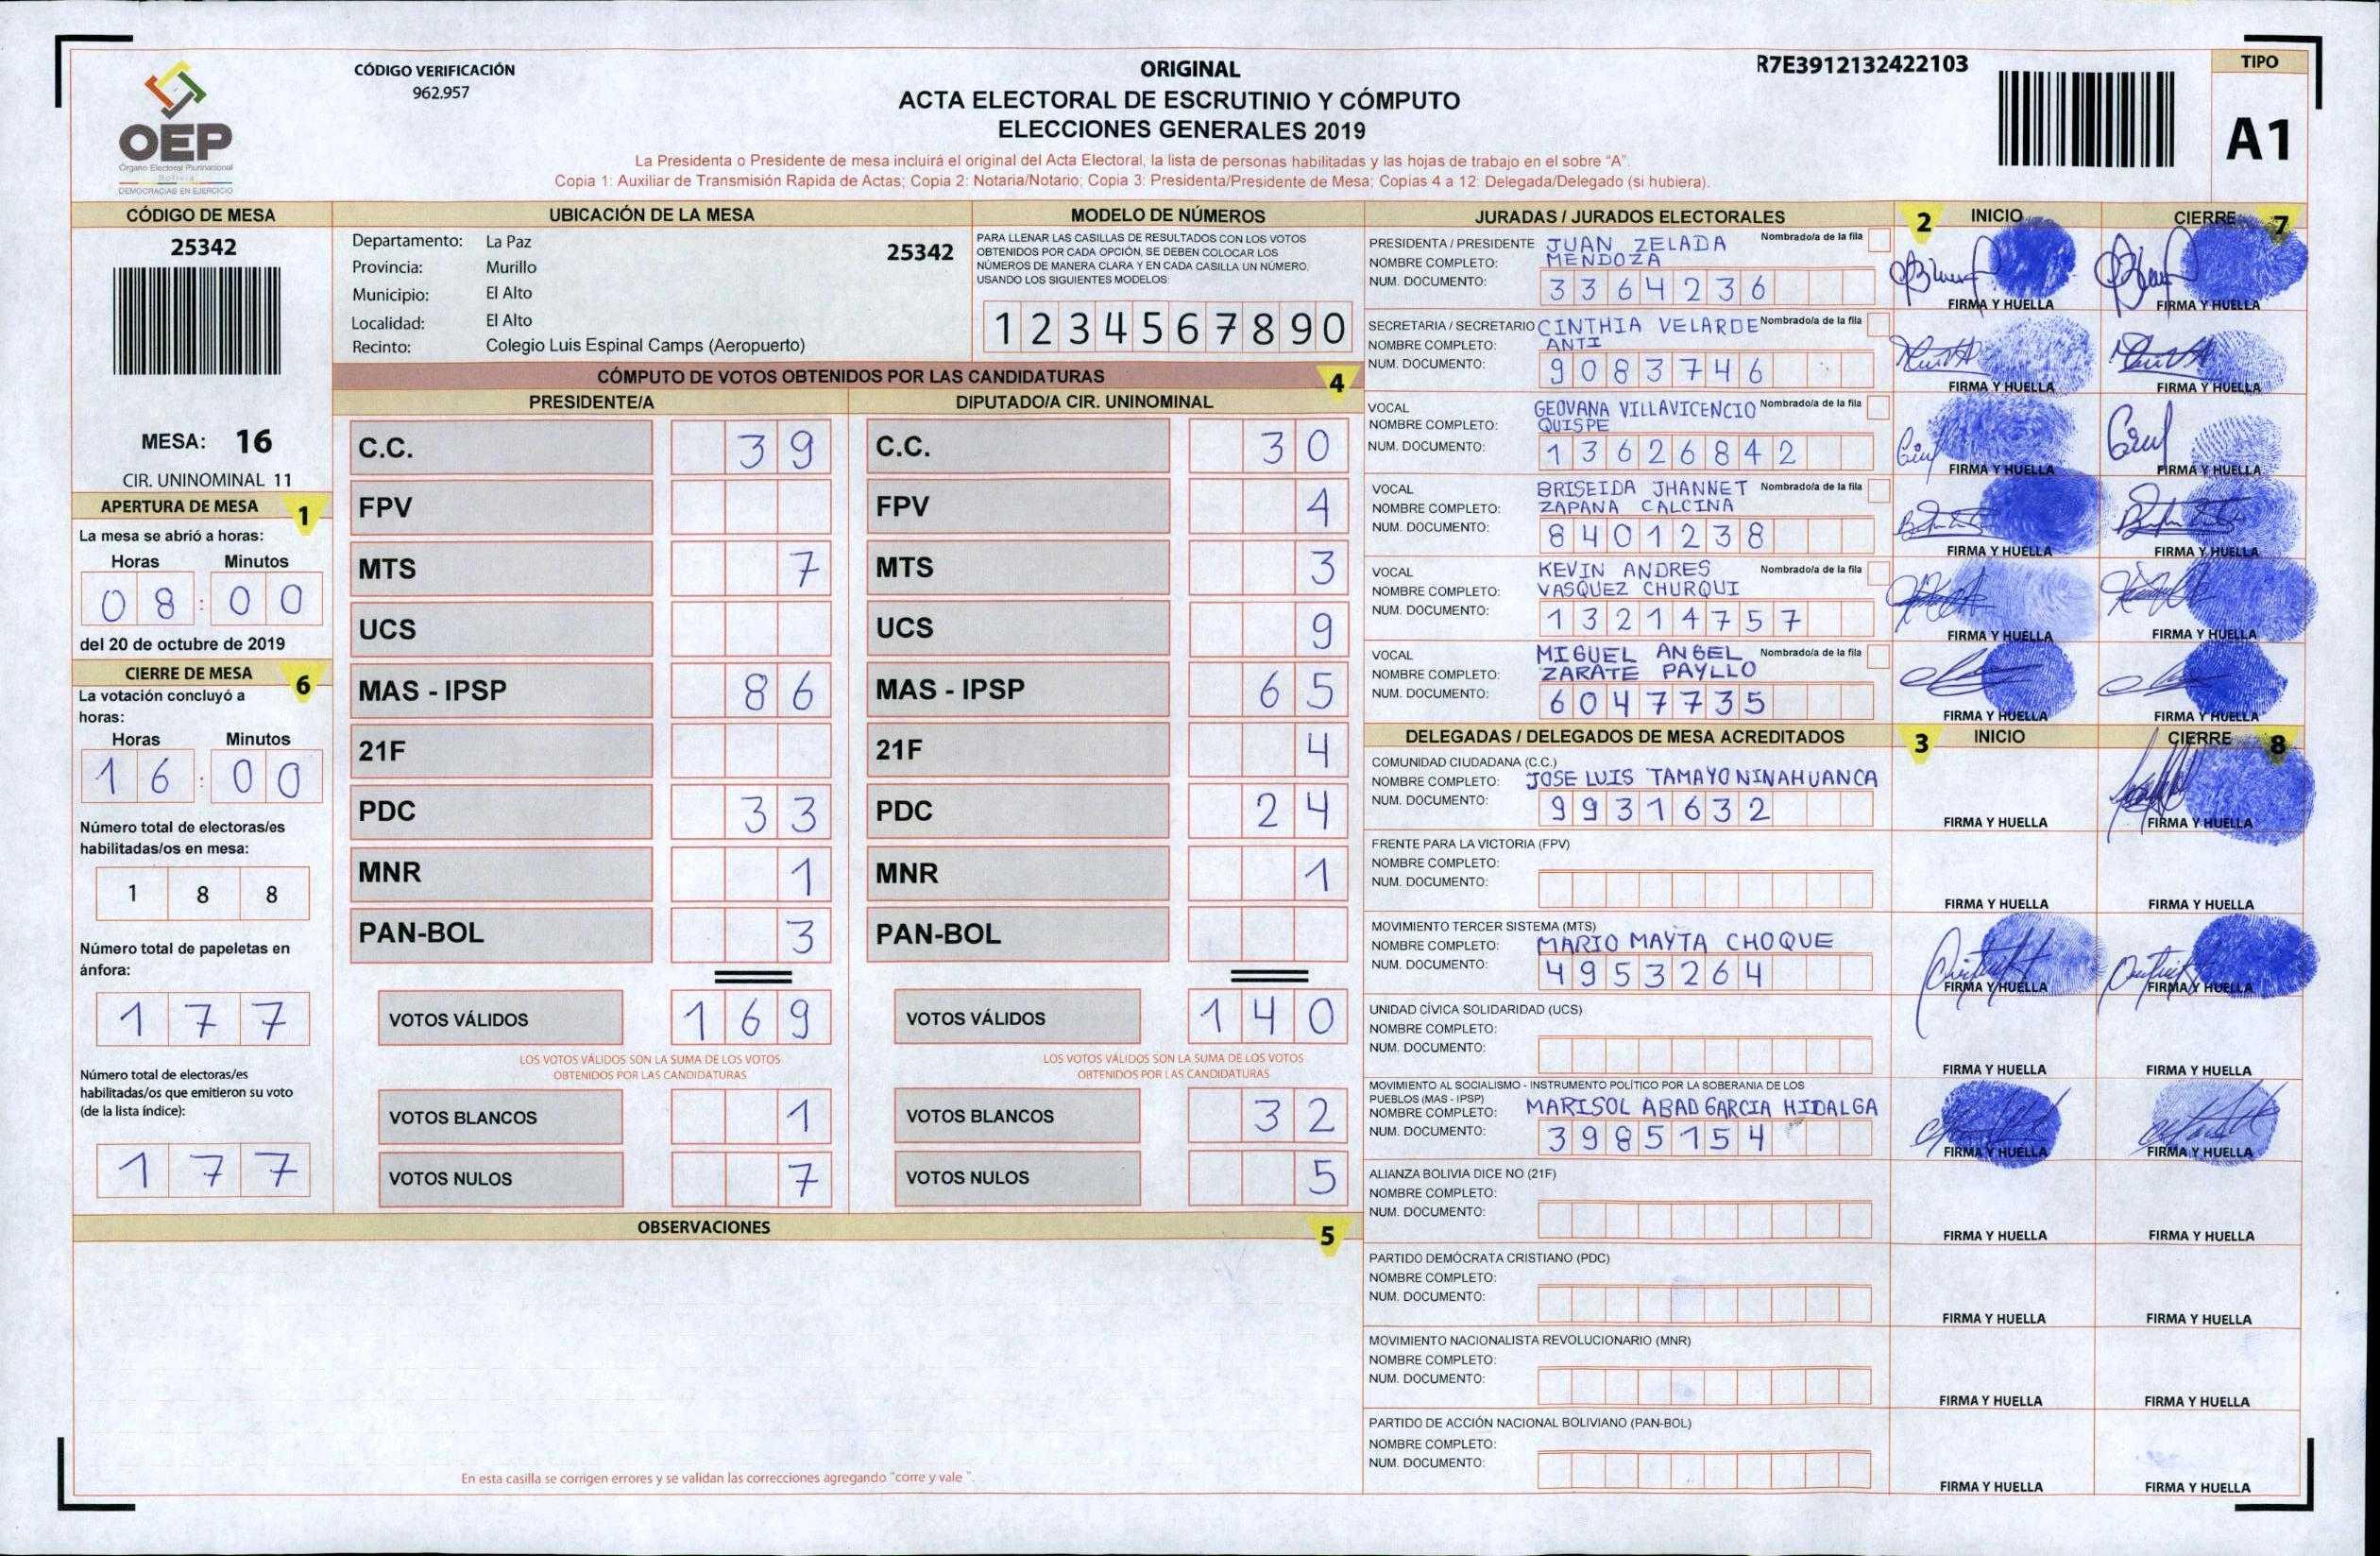 CÓDIGO VERIFICACIÓN
962.957
OEP
Órgano Electoral Plurinacional
Bolivia
DEMOCRACIAS EN EJERCICIO
ORIGINAL
ACTA ELECTORAL DE ESCRUTINIO Y CÓMPUTO
ELECCIONES GENERALES 2019
La Presidenta o Presidente de mesa incluirá el original del Acta Electoral, la lista de personas habilitadas y las hojas de trabajo en el sobre "A".
Copia 1: Auxiliar de Transmisión Rapida de Actas; Copia 2: Notaria/Notario; Copia 3: Presidenta/Presidente de Mesa; Copias 4 a 12: Delegada/Delegado (si hubiera).
R7E3912132422103
TIPO
A1
CÓDIGO DE MESA
25342
MESA: 16
CIR. UNINOMINAL 11
APERTURA DE MESA 1
La mesa se abrió a horas:
Horas Minutos
08:00
del 20 de octubre de 2019
CIERRE DE MESA 6
La votación concluyó a
horas:
Horas Minutos
16:00
Número total de electoras/es
habilitadas/os en mesa:
1 8 8
Número total de papeletas en
ánfora:
1 7 7
Número total de electoras/es
habilitadas/os que emitieron su voto
(de la lista índice):
1 7 7
UBICACIÓN DE LA MESA
Departamento: La Paz 25342
Provincia: Murillo
Municipio: El Alto
Localidad: El Alto
Recinto: Colegio Luis Espinal Camps (Aeropuerto)
MODELO DE NÚMEROS
PARA LLENAR LAS CASILLAS DE RESULTADOS CON LOS VOTOS
OBTENIDOS POR CADA OPCIÓN, SE DEBEN COLOCAR LOS
NÚMEROS DE MANERA CLARA Y EN CADA CASILLA UN NÚMERO,
USANDO LOS SIGUIENTES MODELOS:
1 2 3 4 5 6 7 8 9 0
CÓMPUTO DE VOTOS OBTENIDOS POR LAS CANDIDATURAS 4
PRESIDENTE/A DIPUTADO/A CIR. UNINOMINAL
C.C. 39 C.C. 30
FPV FPV 4
MTS 7 MTS 3
UCS UCS 9
MAS - IPSP 86 MAS - IPSP 65
21F 21F 4
PDC 33 PDC 24
MNR 1 MNR 1
PAN-BOL 3 PAN-BOL
VOTOS VÁLIDOS 169 VOTOS VÁLIDOS 140
LOS VOTOS VÁLIDOS SON LA SUMA DE LOS VOTOS LOS VOTOS VÁLIDOS SON LA SUMA DE LOS VOTOS
OBTENIDOS POR LAS CANDIDATURAS OBTENIDOS POR LAS CANDIDATURAS
VOTOS BLANCOS 1 VOTOS BLANCOS 32
VOTOS NULOS 7 VOTOS NULOS 5
OBSERVACIONES 5
En esta casilla se corrigen errores y se validan las correcciones agregando "corre y vale ".
JURADAS / JURADOS ELECTORALES 2 INICIO CIERRE 7
PRESIDENTA / PRESIDENTE JUAN ZELADA Nombrado/a de la fila
NOMBRE COMPLETO: MENDOZA
NUM. DOCUMENTO: 3364236
FIRMA Y HUELLA FIRMA Y HUELLA
SECRETARIA / SECRETARIO CINTHIA VELARDE Nombrado/a de la fila
NOMBRE COMPLETO: ANTI
NUM. DOCUMENTO: 9083746
FIRMA Y HUELLA FIRMA Y HUELLA
VOCAL GEOVANA VILLAVICENCIO Nombrado/a de la fila
NOMBRE COMPLETO: QUISPE
NUM. DOCUMENTO: 13626842
FIRMA Y HUELLA FIRMA Y HUELLA
VOCAL BRISEIDA JHANNET Nombrado/a de la fila
NOMBRE COMPLETO: ZAPANA CALCINA
NUM. DOCUMENTO: 8401238
FIRMA Y HUELLA FIRMA Y HUELLA
VOCAL KEVIN ANDRES Nombrado/a de la fila
NOMBRE COMPLETO: VASQUEZ CHURQUI
NUM. DOCUMENTO: 13214757
FIRMA Y HUELLA FIRMA Y HUELLA
VOCAL MIGUEL ANGEL Nombrado/a de la fila
NOMBRE COMPLETO: ZARATE PAYLLO
NUM. DOCUMENTO: 6047735
FIRMA Y HUELLA FIRMA Y HUELLA
DELEGADAS / DELEGADOS DE MESA ACREDITADOS 3 INICIO CIERRE 8
COMUNIDAD CIUDADANA (C.C.)
NOMBRE COMPLETO: JOSE LUIS TAMAYO NINAHUANCA
NUM. DOCUMENTO: 9931632
FIRMA Y HUELLA FIRMA Y HUELLA
FRENTE PARA LA VICTORIA (FPV)
NOMBRE COMPLETO:
NUM. DOCUMENTO:
FIRMA Y HUELLA FIRMA Y HUELLA
MOVIMIENTO TERCER SISTEMA (MTS)
NOMBRE COMPLETO: MARIO MAYTA CHOQUE
NUM. DOCUMENTO: 4953264
FIRMA Y HUELLA FIRMA Y HUELLA
UNIDAD CÍVICA SOLIDARIDAD (UCS)
NOMBRE COMPLETO:
NUM. DOCUMENTO:
FIRMA Y HUELLA FIRMA Y HUELLA
MOVIMIENTO AL SOCIALISMO - INSTRUMENTO POLÍTICO POR LA SOBERANIA DE LOS
PUEBLOS (MAS - IPSP)
NOMBRE COMPLETO: MARISOL ABAD GARCIA HIDALGA
NUM. DOCUMENTO: 3985154
FIRMA Y HUELLA FIRMA Y HUELLA
ALIANZA BOLIVIA DICE NO (21F)
NOMBRE COMPLETO:
NUM. DOCUMENTO:
FIRMA Y HUELLA FIRMA Y HUELLA
PARTIDO DEMÓCRATA CRISTIANO (PDC)
NOMBRE COMPLETO:
NUM. DOCUMENTO:
FIRMA Y HUELLA FIRMA Y HUELLA
MOVIMIENTO NACIONALISTA REVOLUCIONARIO (MNR)
NOMBRE COMPLETO:
NUM. DOCUMENTO:
FIRMA Y HUELLA FIRMA Y HUELLA
PARTIDO DE ACCIÓN NACIONAL BOLIVIANO (PAN-BOL)
NOMBRE COMPLETO:
NUM. DOCUMENTO:
FIRMA Y HUELLA FIRMA Y HUELLA